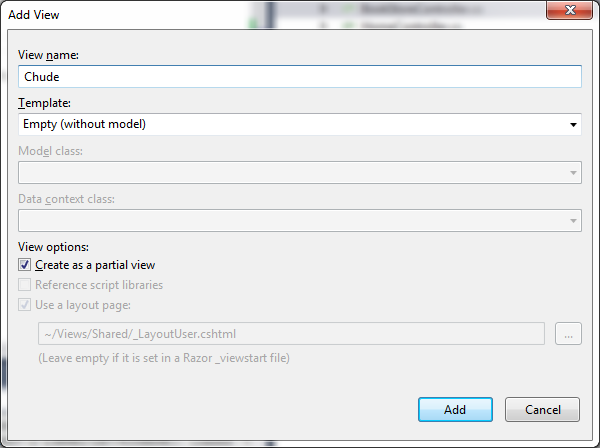 Add View
View name:
Chude
Template:
Empty (without model)
Model class:
Data context class:
View options:
Create as a partial view
Reference script libraries
Use a layout page:
~/Views/Shared/_LayoutUser.cshtml
...
(Leave empty if it is set in a Razor _viewstart file)
Add
Cancel